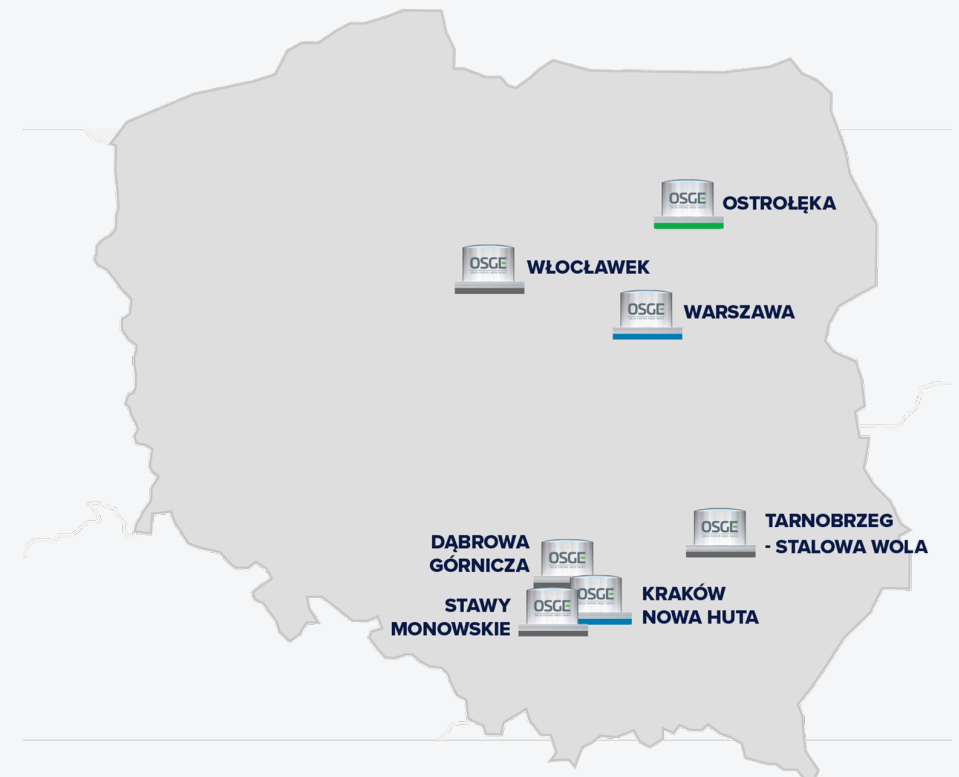 OSGE
OSTROŁĘKA
OSGE
WŁOCŁAWEK
OSGE
WARSZAWA
OSGE
TARNOBRZEG
- STALOWA WOLA
DĄBROWA
GÓRNICZA
OSGE
OSGE
KRAKÓW
NOWA HUTA
STAWY
MONOWSKIE
OSGE